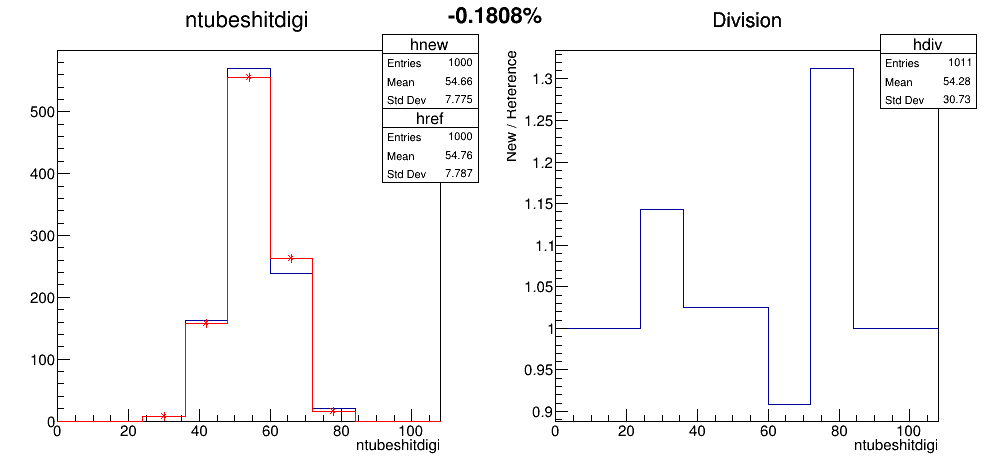 ntubeshitdigi
-0.1808%
Division
hnew
Entries 1000
Mean 54.66
Std Dev 7.775
href
Entries 1000
Mean 54.76
Std Dev 7.787
500
400
300
200
100
0
0 20 40 60 80 100
ntubeshitdigi
hdiv
Entries 1011
Mean 54.28
Std Dev 30.73
New / Reference
1.3
1.25
1.2
1.15
1.1
1.05
1
0.95
0.9
0 20 40 60 80 100
ntubeshitdigi